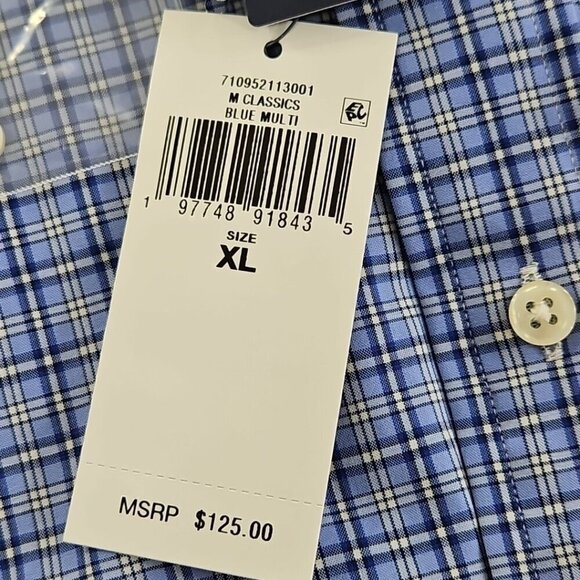 710952113001
M CLASSICS
BLUE MULTI
1 97748 91843 5
SIZE
XL
MSRP $125.00